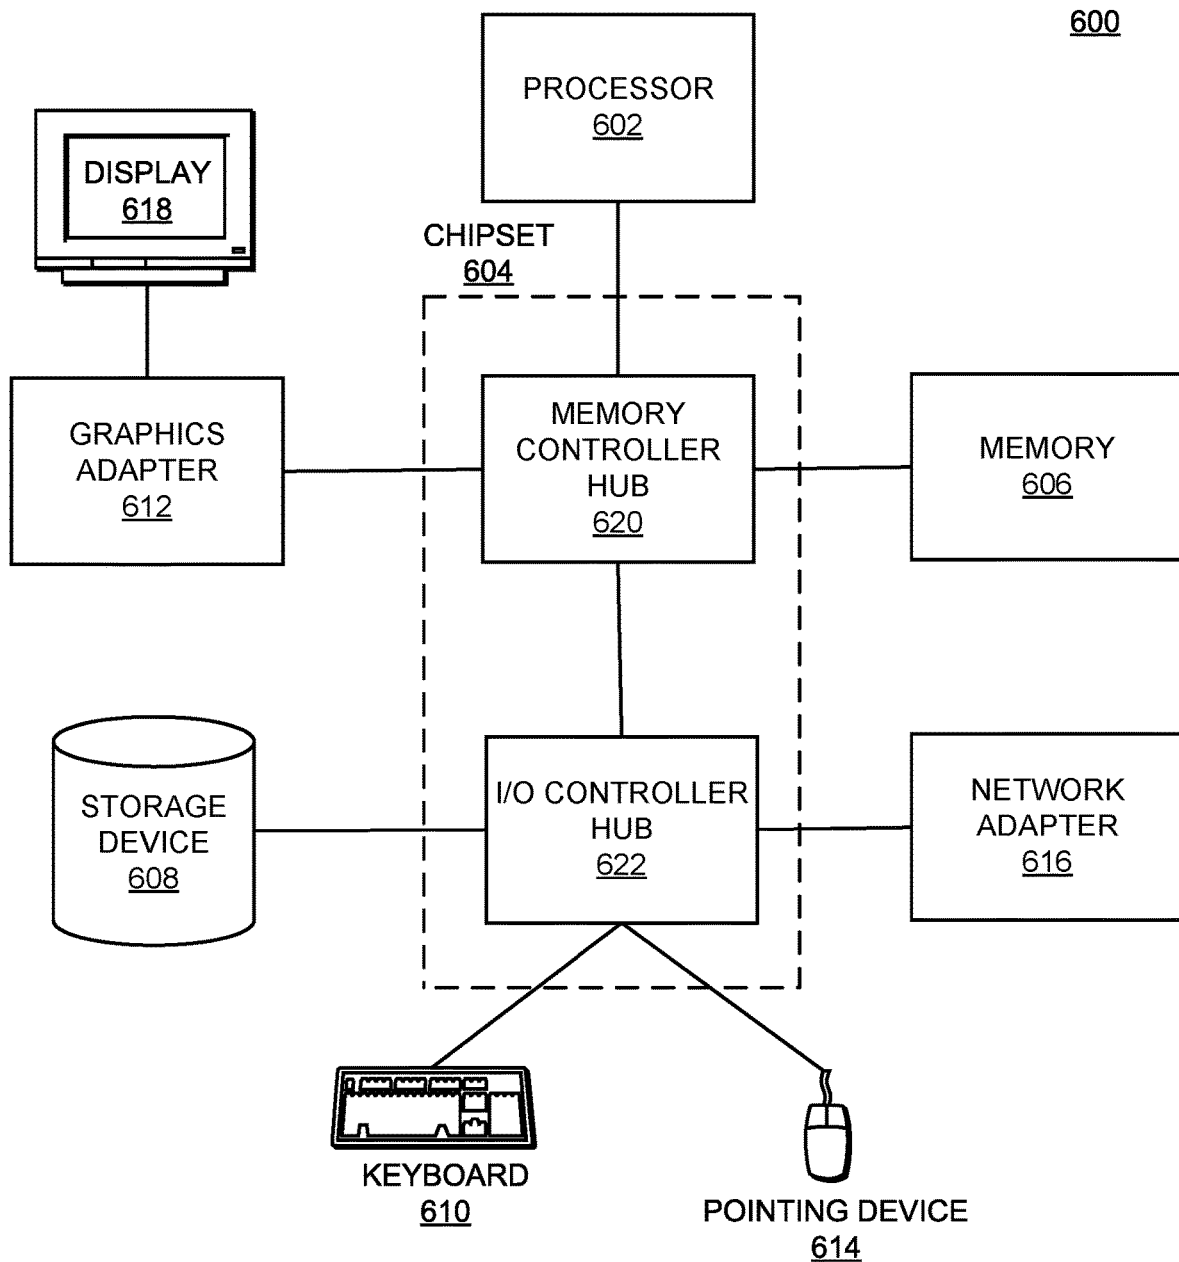 600
PROCESSOR
602
DISPLAY
618
CHIPSET
604
GRAPHICS
ADAPTER
612
MEMORY
CONTROLLER
HUB
620
MEMORY
606
STORAGE
DEVICE
608
I/O CONTROLLER
HUB
622
NETWORK
ADAPTER
616
KEYBOARD
610
POINTING DEVICE
614